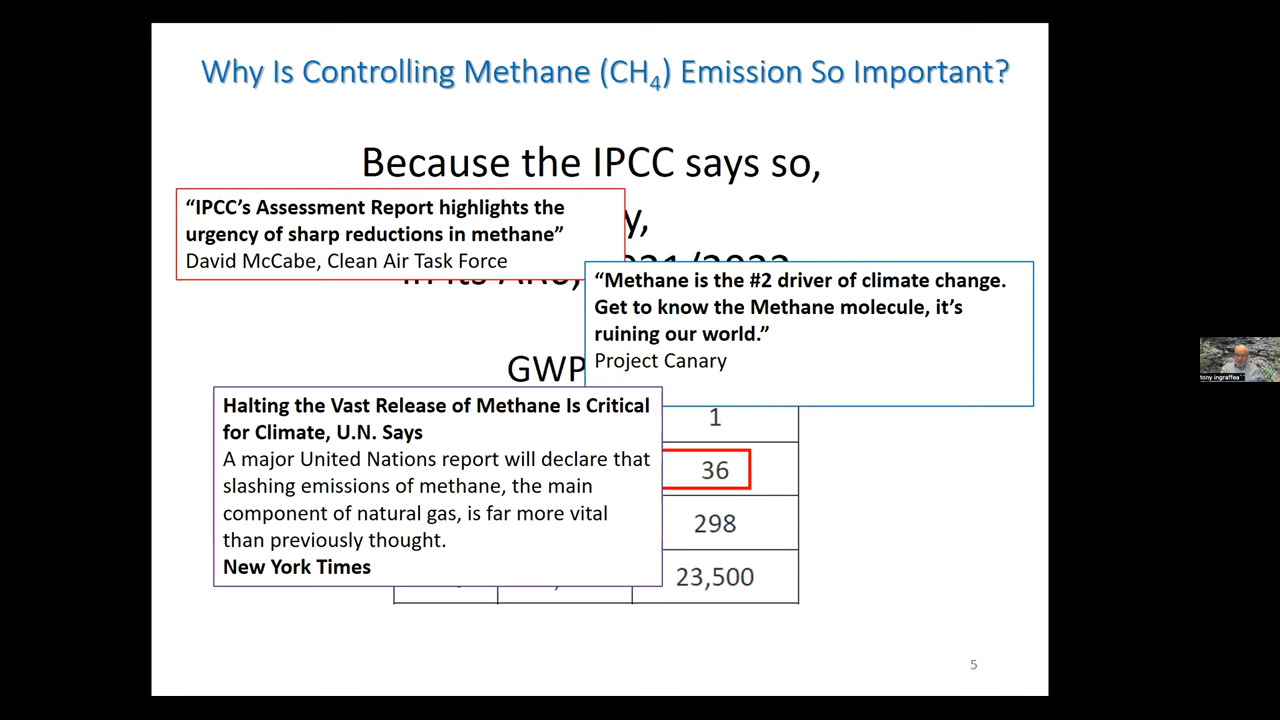 Why Is Controlling Methane (CH4) Emission So Important?
Because the IPCC says so,
“IPCC’s Assessment Report highlights the
urgency of sharp reductions in methane”
David McCabe, Clean Air Task Force
“Methane is the #2 driver of climate change.
Get to know the Methane molecule, it’s
ruining our world.”
Project Canary
GWP
Halting the Vast Release of Methane Is Critical
for Climate, U.N. Says
A major United Nations report will declare that
slashing emissions of methane, the main
component of natural gas, is far more vital
than previously thought.
New York Times
1
36
298
23,500
tony ingraffea
5